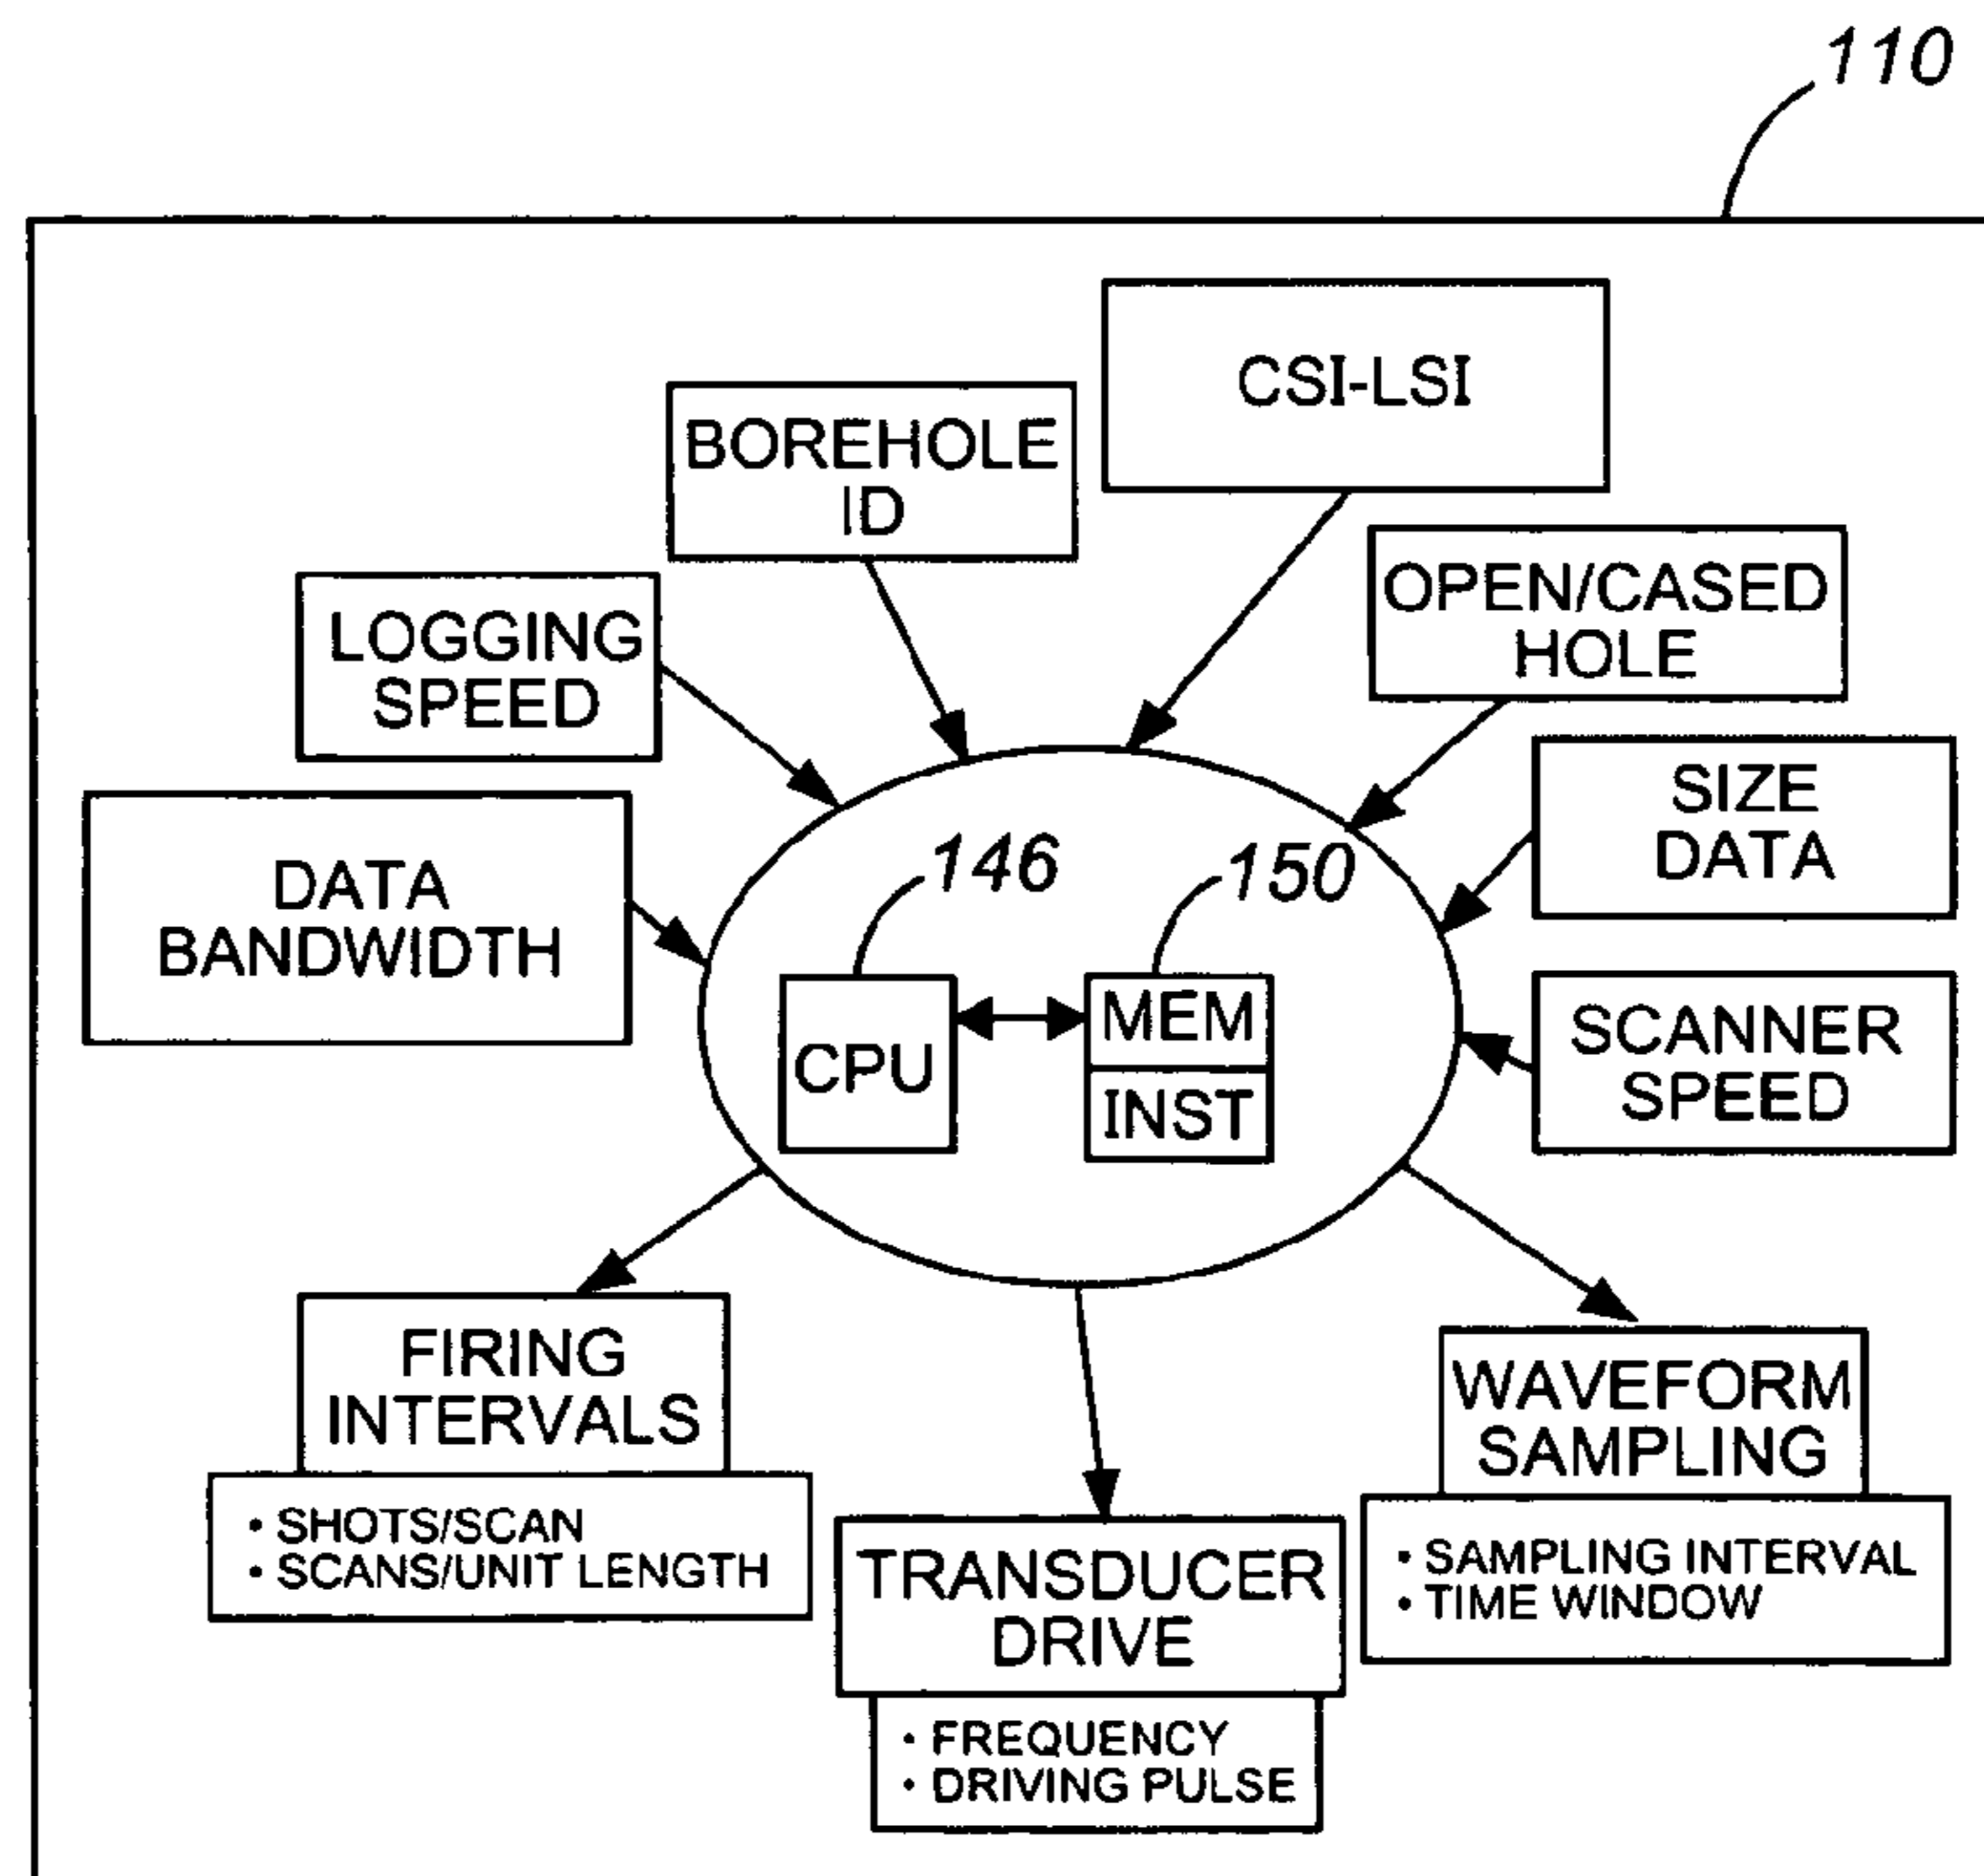 110
CSI-LSI
BOREHOLE
ID
OPEN/CASED
HOLE
LOGGING
SPEED
SIZE
DATA
DATA
BANDWIDTH
146
150
CPU
MEM
INST
SCANNER
SPEED
FIRING
INTERVALS
• SHOTS/SCAN
• SCANS/UNIT LENGTH
TRANSDUCER
DRIVE
• FREQUENCY
• DRIVING PULSE
WAVEFORM
SAMPLING
• SAMPLING INTERVAL
• TIME WINDOW